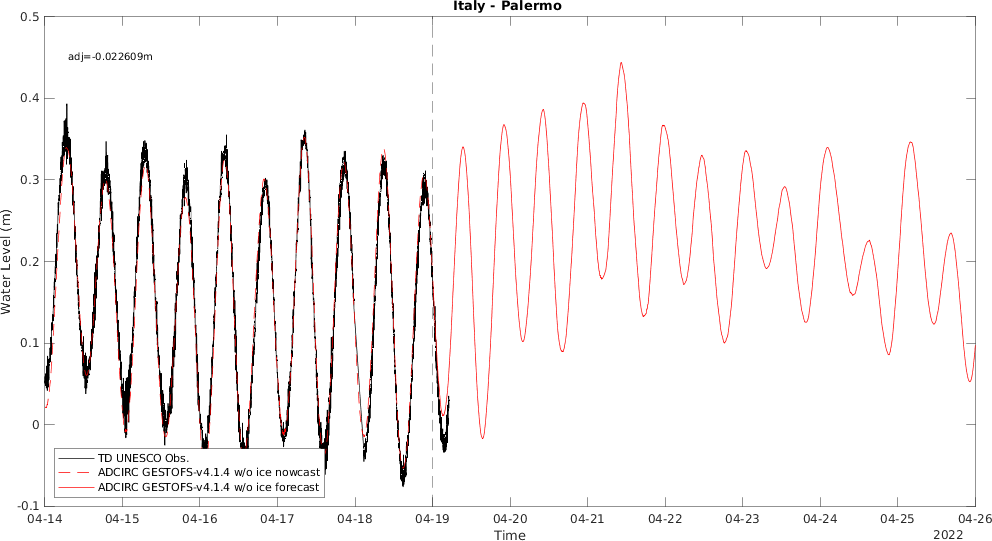 Italy - Palermo
0.5
adj=-0.022609m
0.4
0.3
0.2
0.1
0
-0.1
Water Level (m)
TD UNESCO Obs.
ADCIRC GESTOFS-v4.1.4 w/o ice nowcast
ADCIRC GESTOFS-v4.1.4 w/o ice forecast
04-14 04-15 04-16 04-17 04-18 04-19 04-20 04-21 04-22 04-23 04-24 04-25 04-26
Time
2022